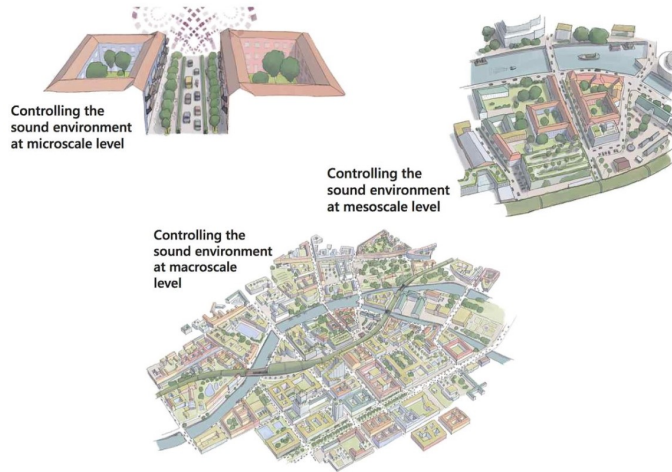 Controlling the
sound environment
at microscale level
Controlling the
sound environment
at mesoscale level
Controlling the
sound environment
at macroscale
level